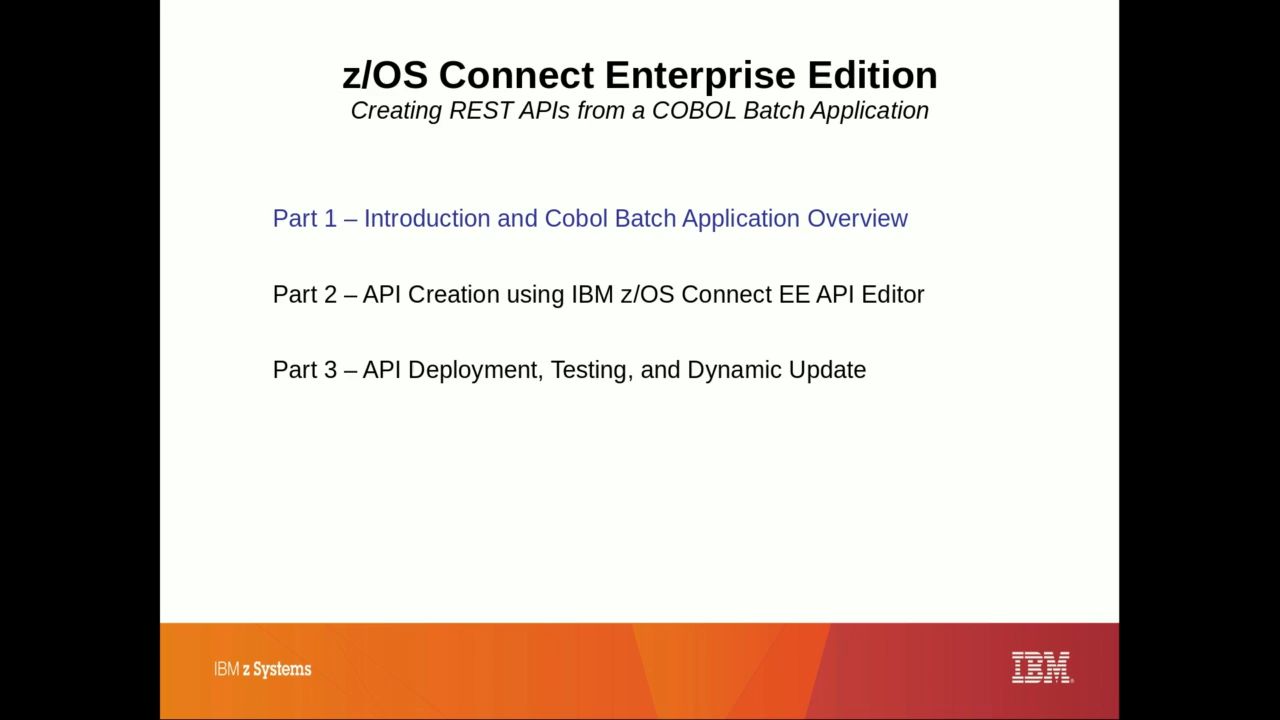 z/OS Connect Enterprise Edition
Creating REST APIs from a COBOL Batch Application
Part 1 – Introduction and Cobol Batch Application Overview
Part 2 – API Creation using IBM z/OS Connect EE API Editor
Part 3 – API Deployment, Testing, and Dynamic Update
IBM z Systems
IBM